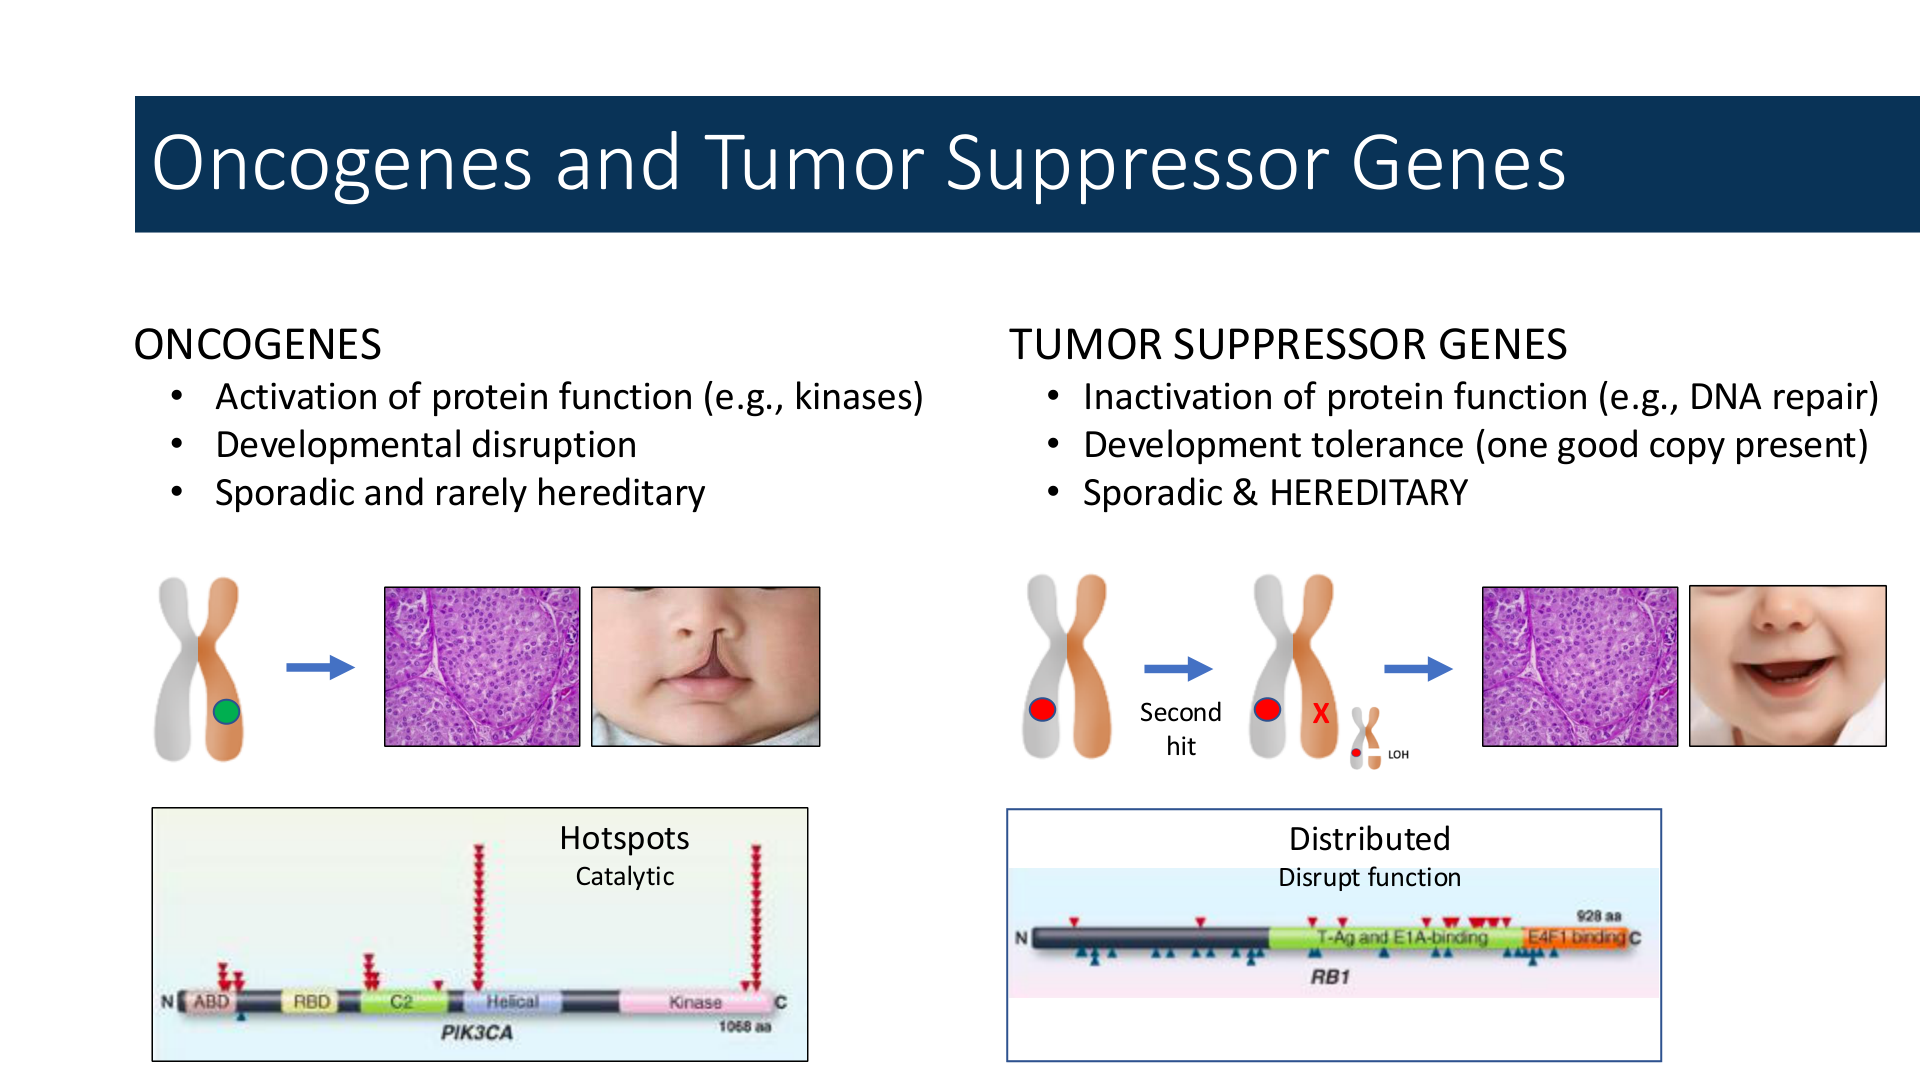 Oncogenes and Tumor Suppressor Genes
ONCOGENES
• Activation of protein function (e.g., kinases)
• Developmental disruption
• Sporadic and rarely hereditary
TUMOR SUPPRESSOR GENES
• Inactivation of protein function (e.g., DNA repair)
• Development tolerance (one good copy present)
• Sporadic & HEREDITARY
Second
hit
X
LOH
Hotspots
Catalytic
N ABD RBD C2 Helical Kinase C
PIK3CA
1068 aa
Distributed
Disrupt function
928 aa
N T-Ag and E1A-binding E4F1 binding C
RB1